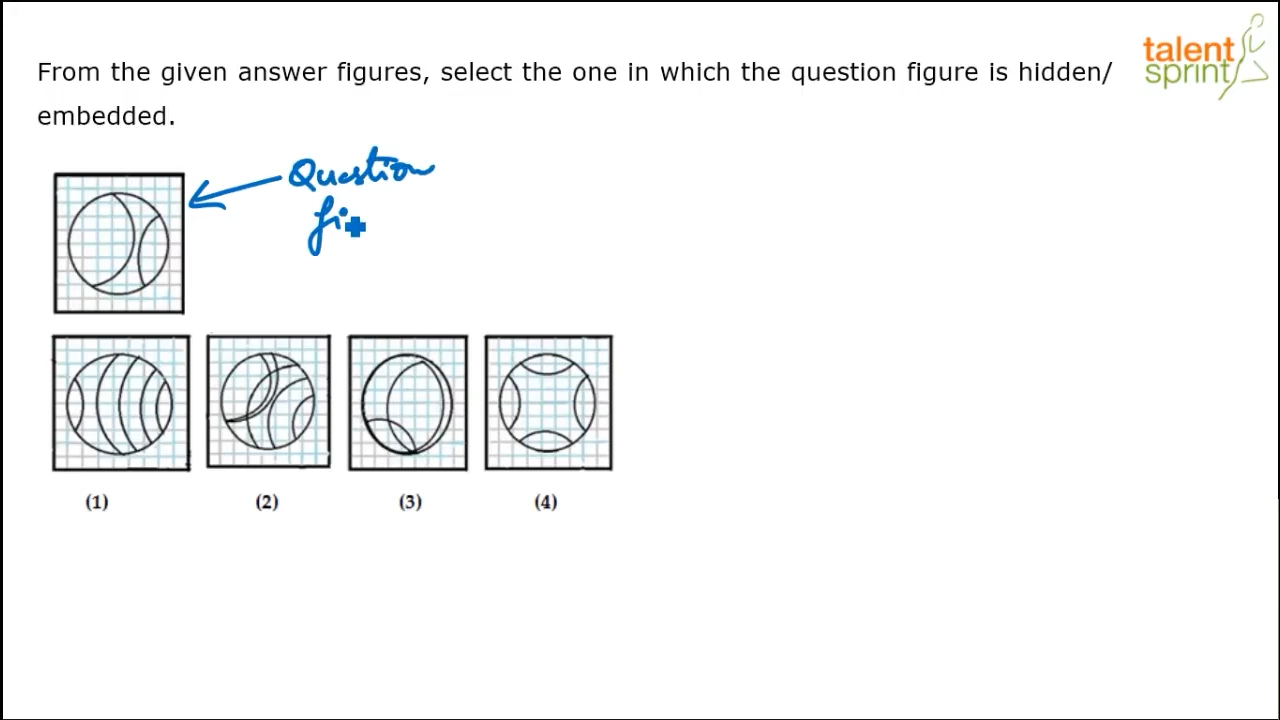 talent
sprint
From the given answer figures, select the one in which the question figure is hidden/
embedded.
Question
fi
(1) (2) (3) (4)